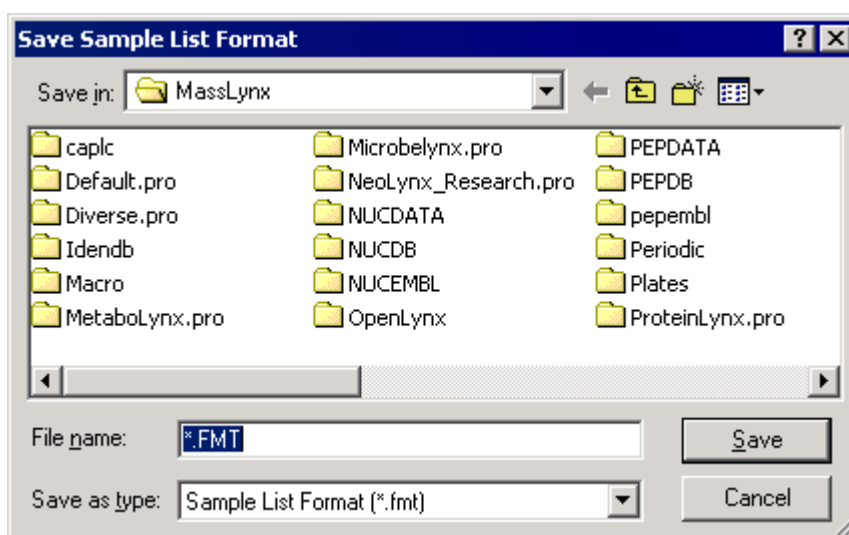 Save Sample List Format
Save in: MassLynx
caplc Microbelynx.pro PEPDATA
Default.pro NeoLynx_Research.pro PEPDB
Diverse.pro NUCDATA pepembl
Idendb NUCDB Periodic
Macro NUCEMBL Plates
MetaboLynx.pro OpenLynx ProteinLynx.pro
File name: *.FMT Save
Save as type: Sample List Format (*.fmt) Cancel